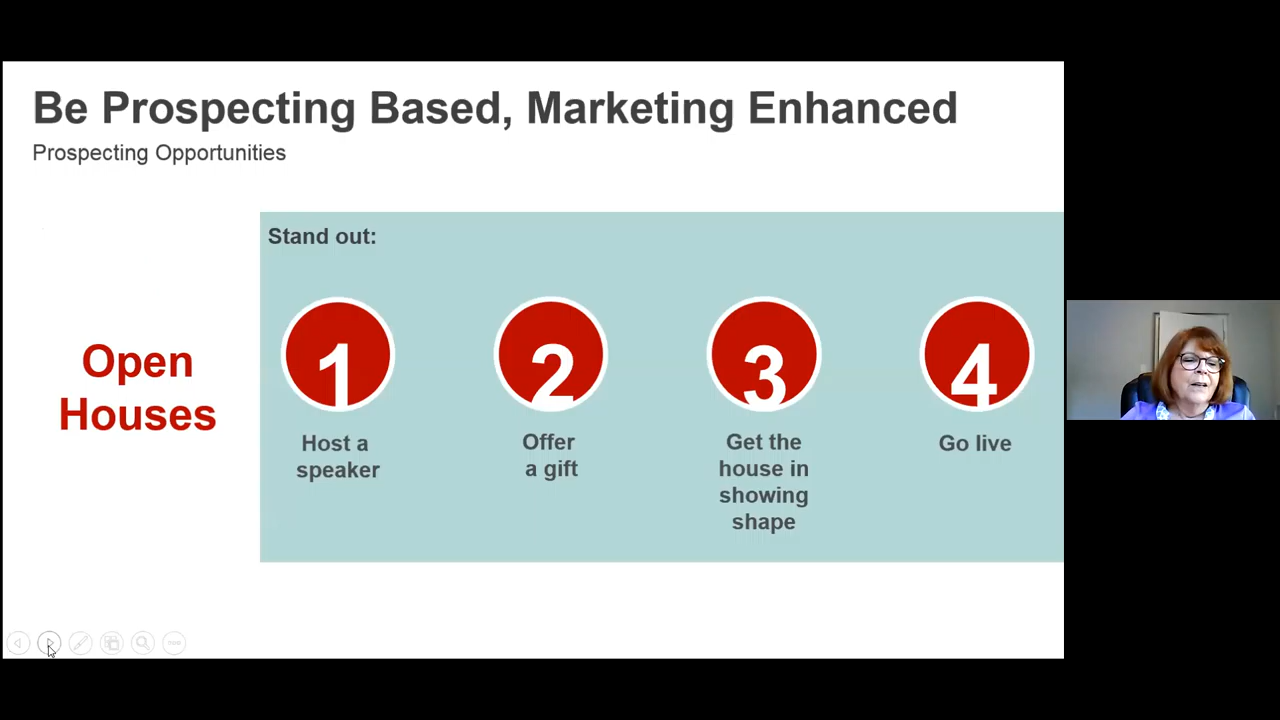 Be Prospecting Based, Marketing Enhanced
Prospecting Opportunities
Stand out:
Open
Houses
1
2
3
4
Host a
speaker
Offer
a gift
Get the
house in
showing
shape
Go live